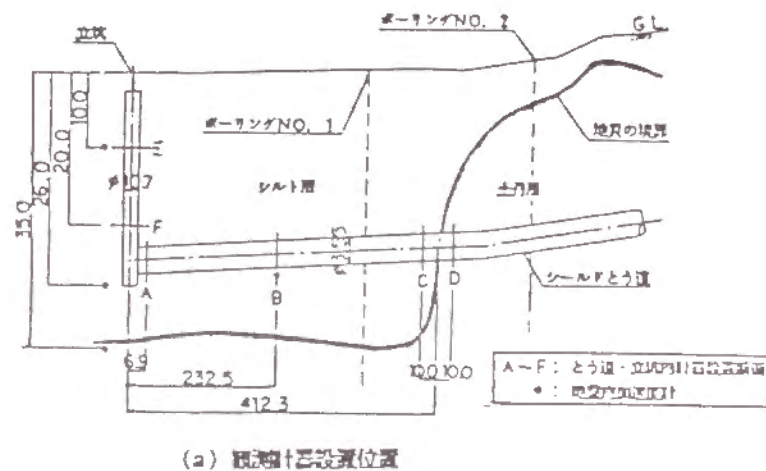 立坑
ボーリングNO. 2
G L
10.0
20.0
26.0
35.0
ボーリングNO. 1
地質の境界
φ10.7
シルト層
土丹層
E
F
A
B
C
D
シールドとう道
6.9
232.5
412.3
10.0
10.0
A~F: とう道・立坑内計器設置断面
•: 地盤内加速度計
(a) 観測計器設置位置